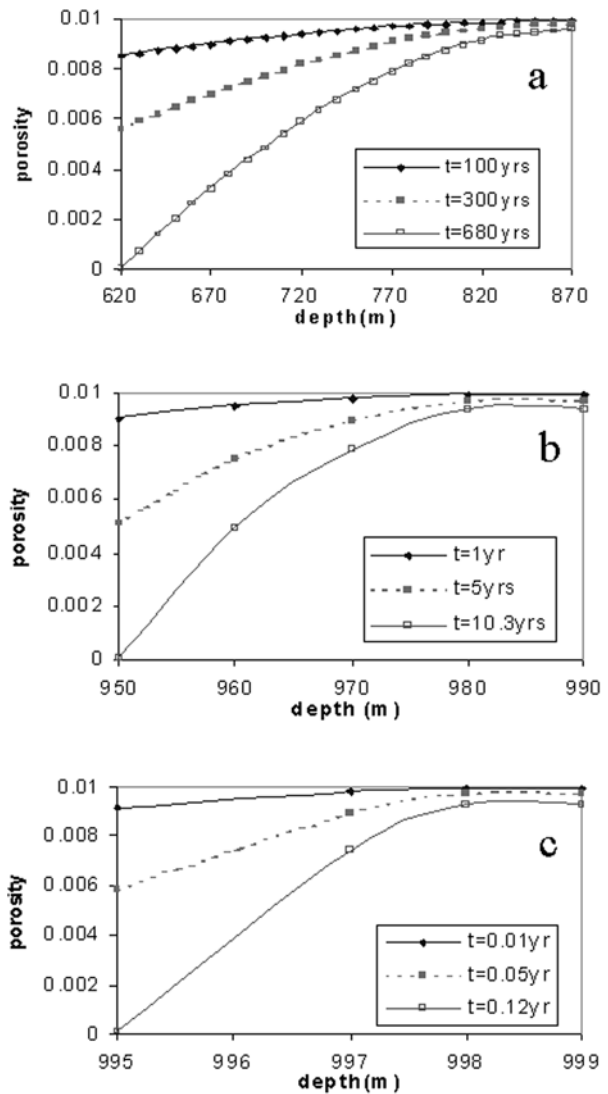 0.01
0.008
0.006
0.004
0.002
0
porosity
a
t=100yrs
t=300yrs
t=680yrs
620 670 720 770 820 870
depth(m)
0.01
0.008
0.006
0.004
0.002
0
porosity
b
t=1yr
t=5yrs
t=10.3yrs
950 960 970 980 990
depth (m)
0.01
0.008
0.006
0.004
0.002
0
porosity
c
t=0.01yr
t=0.05yr
t=0.12yr
995 996 997 998 999
depth (m)